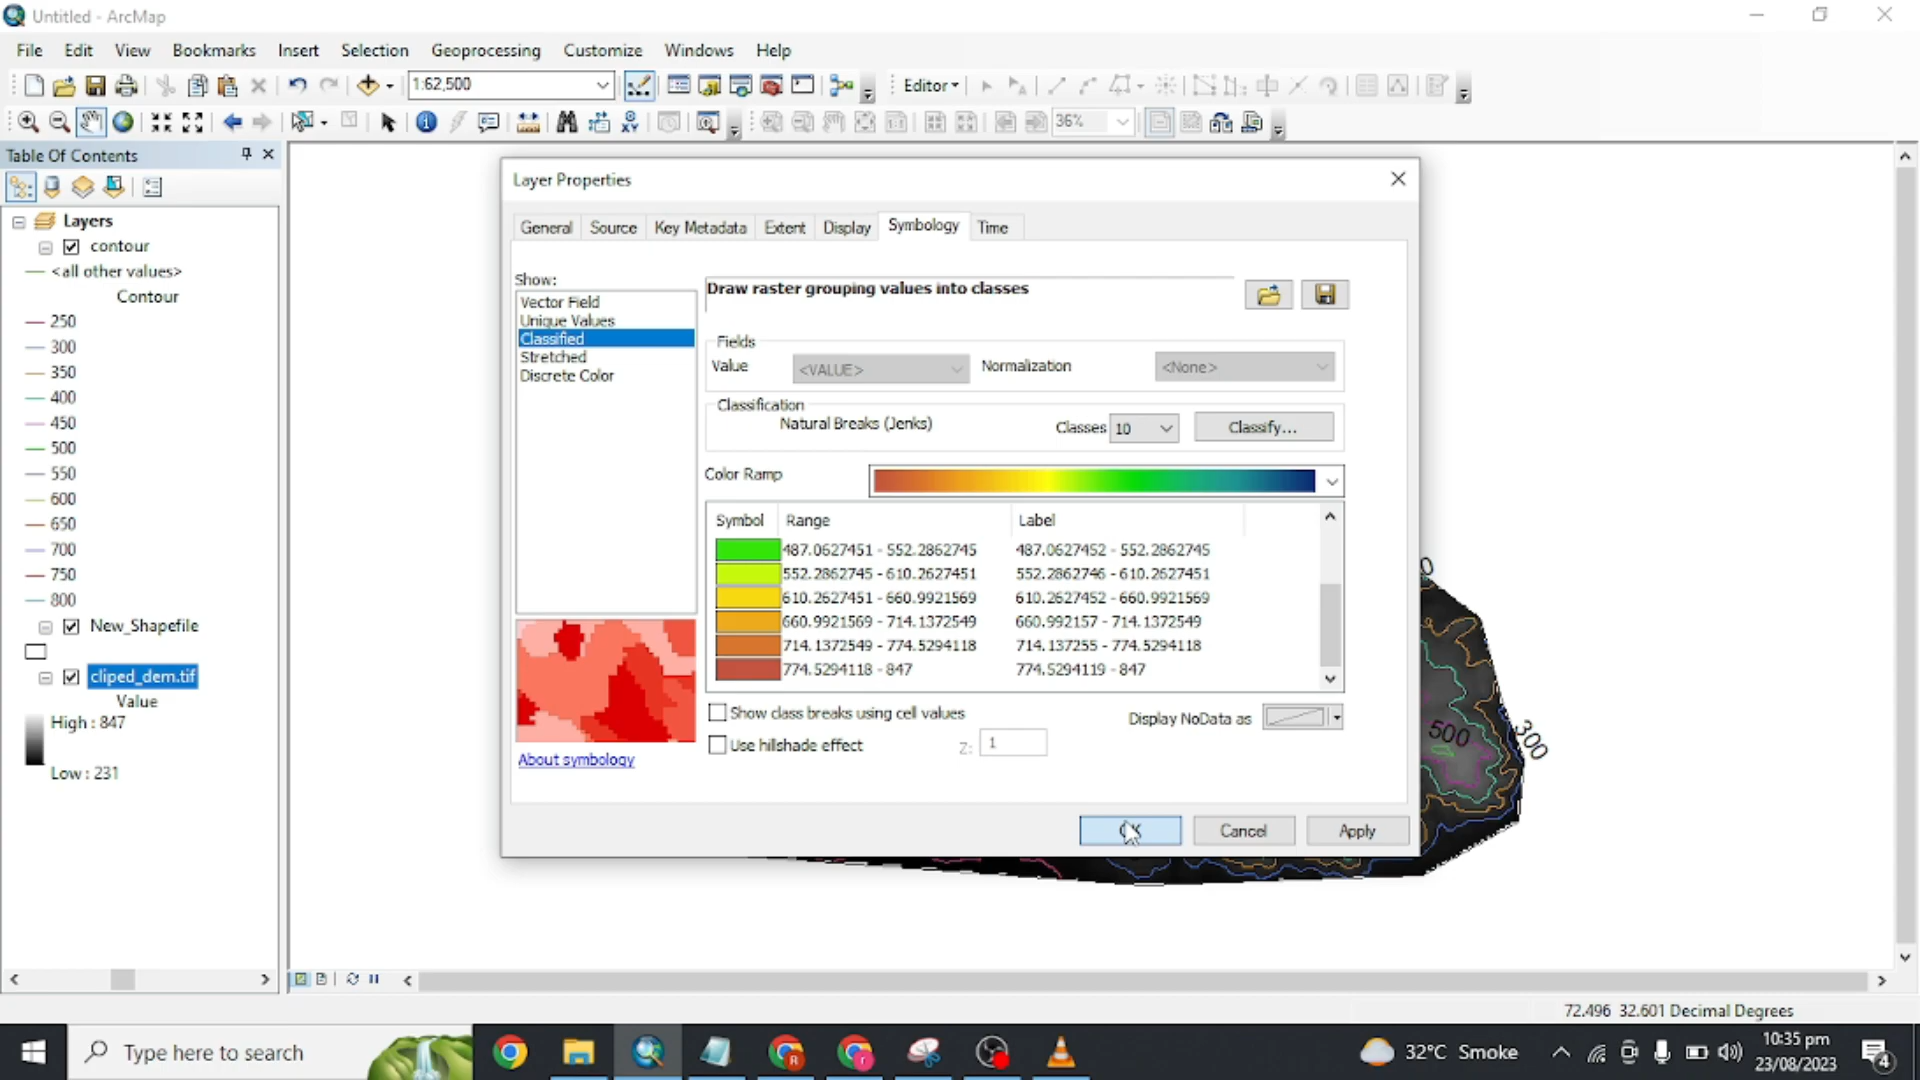 Untitled - ArcMap
File Edit View Bookmarks Insert Selection Geoprocessing Customize Windows Help
1:62,500
Editor
36%
Table Of Contents
Layers
contour
<all other values>
Contour
250
300
350
400
450
500
550
600
650
700
750
800
New_Shapefile
cliped_dem.tif
Value
High : 847
Low : 231
Layer Properties
General Source Key Metadata Extent Display Symbology Time
Show:
Vector Field
Unique Values
Classified
Stretched
Discrete Color
About symbology
Draw raster grouping values into classes
Fields
Value <VALUE> Normalization <None>
Classification
Natural Breaks (Jenks) Classes 10 Classify...
Color Ramp
Symbol Range Label
487.0627451 - 552.2862745 487.0627452 - 552.2862745
552.2862745 - 610.2627451 552.2862746 - 610.2627451
610.2627451 - 660.9921569 610.2627452 - 660.9921569
660.9921569 - 714.1372549 660.992157 - 714.1372549
714.1372549 - 774.5294118 714.137255 - 774.5294118
774.5294118 - 847 774.5294119 - 847
Show class breaks using cell values
Display NoData as
Use hillshade effect Z: 1
OK Cancel Apply
500
300
72.496 32.601 Decimal Degrees
Type here to search
32°C Smoke
10:35 pm
23/08/2023
4